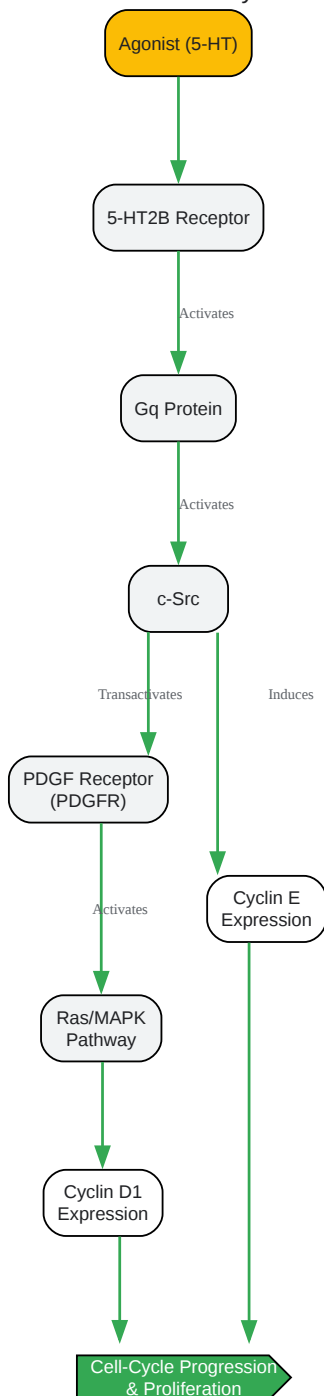 Agonist (5-HT)
5-HT2B Receptor
Activates
Gq Protein
Activates
c-Src
Transactivates
Induces
PDGF Receptor
(PDGFR)
Cyclin E
Expression
Activates
Ras/MAPK
Pathway
Cyclin D1
Expression
Cell-Cycle Progression
& Proliferation